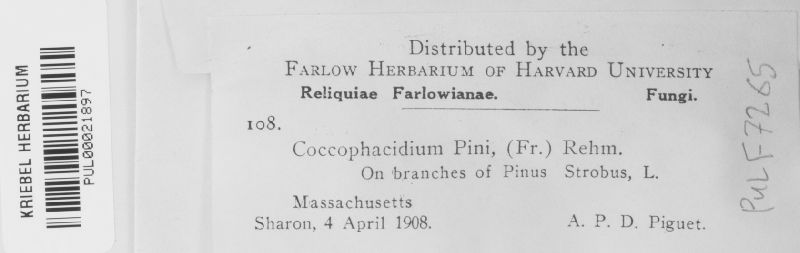 KRIEBEL HERBARIUM
PUL00021897
Distributed by the
FARLOW HERBARIUM OF HARVARD UNIVERSITY
Reliquiae Farlowianae. Fungi.
108.
Coccophacidium Pini, (Fr.) Rehm.
On branches of Pinus Strobus, L.
Massachusetts
Sharon, 4 April 1908. A. P. D. Piguet.
PUL F7265